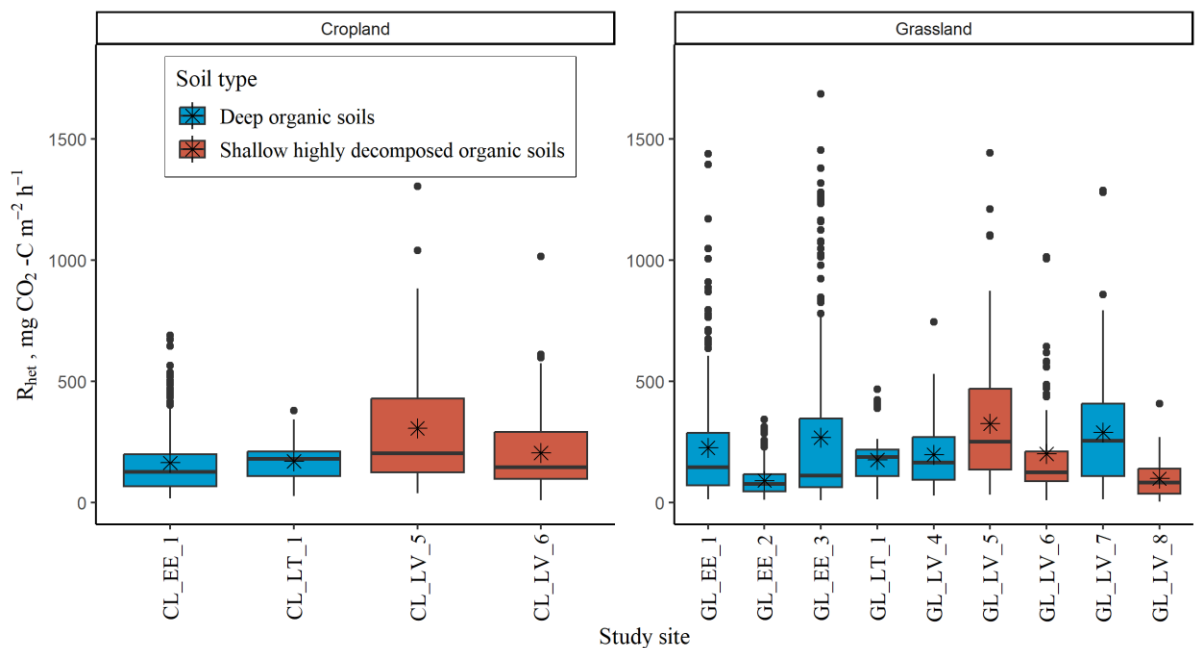 Cropland
Grassland
Soil type
Deep organic soils
Shallow highly decomposed organic soils
R_het , mg CO₂ -C m⁻² h⁻¹
1500
1000
500
0
1500
1000
500
0
CL_EE_1
CL_LT_1
CL_LV_5
CL_LV_6
GL_EE_1
GL_EE_2
GL_EE_3
GL_LT_1
GL_LV_4
GL_LV_5
GL_LV_6
GL_LV_7
GL_LV_8
Study site